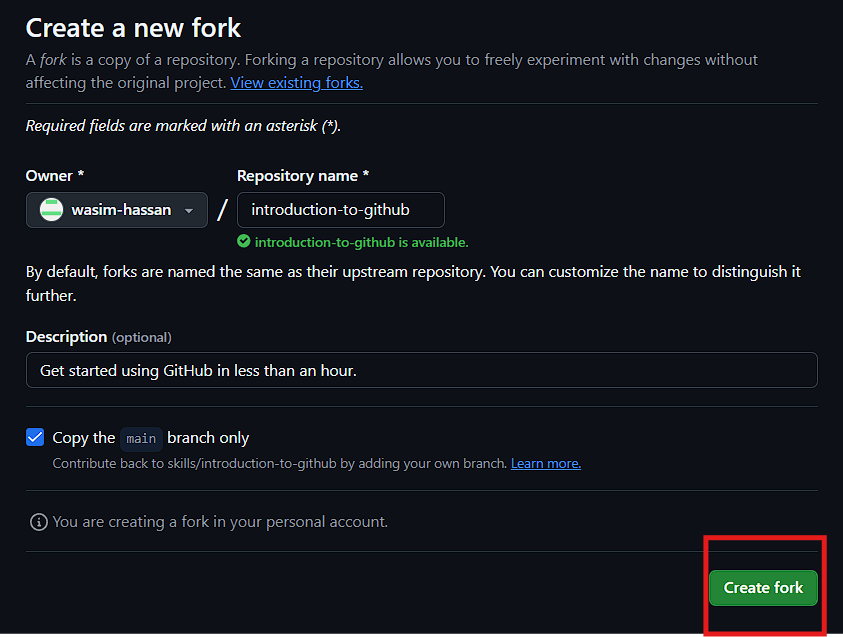 Create a new fork
A fork is a copy of a repository. Forking a repository allows you to freely experiment with changes without
affecting the original project. View existing forks.
Required fields are marked with an asterisk (*).
Owner *
Repository name *
wasim-hassan
/
introduction-to-github
introduction-to-github is available.
By default, forks are named the same as their upstream repository. You can customize the name to distinguish it
further.
Description (optional)
Get started using GitHub in less than an hour.
Copy the main branch only
Contribute back to skills/introduction-to-github by adding your own branch. Learn more.
You are creating a fork in your personal account.
Create fork